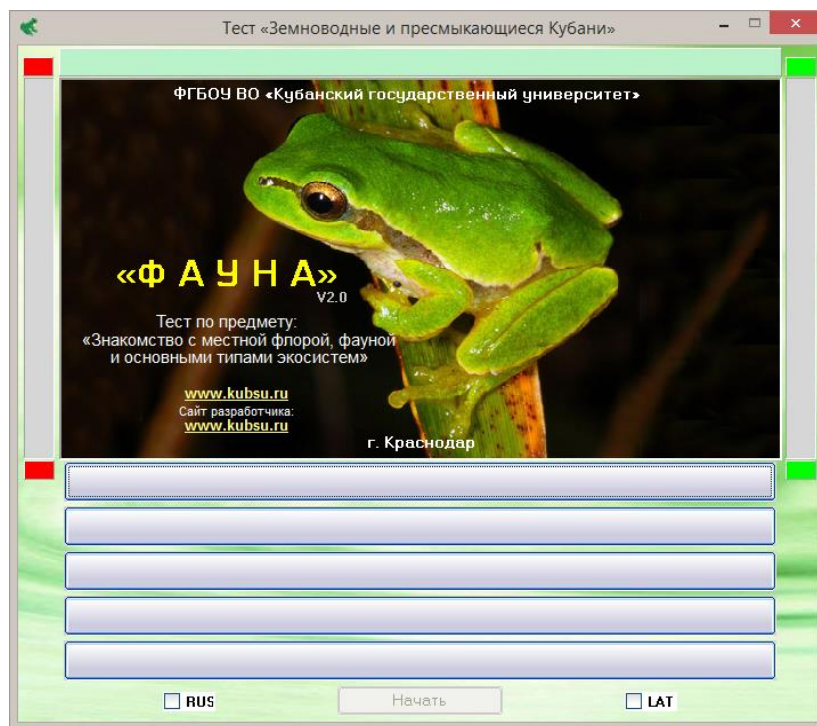 Тест «Земноводные и пресмыкающиеся Кубани»
ФГБОУ ВО «Кубанский государственный университет»
«Ф А У Н А»
V2.0
Тест по предмету:
«Знакомство с местной флорой, фауной
и основными типами экосистем»
www.kubsu.ru
Сайт разработчика:
www.kubsu.ru
г. Краснодар
RUS
Начать
LAT